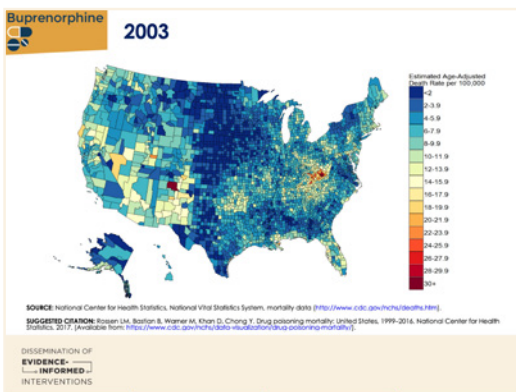 Buprenorphine
2003
Estimated Age-Adjusted
Death Rate per 100,000
<2
2-3.9
4-5.9
6-7.9
8-9.9
10-11.9
12-13.9
14-15.9
16-17.9
18-19.9
20-21.9
22-23.9
24-25.9
26-27.9
28-29.9
30+
SOURCE: National Center for Health Statistics, National Vital Statistics System, mortality data (http://www.cdc.gov/nchs/deaths.htm).
SUGGESTED CITATION: Rossen LM, Bastian B, Warner M, Khan D, Chong Y. Drug poisoning mortality: United States, 1999–2016. National Center for Health
Statistics. 2017. (Available from: https://www.cdc.gov/nchs/data-visualization/drug-poisoning-mortality/).
DISSEMINATION OF
EVIDENCE-
INFORMED
INTERVENTIONS